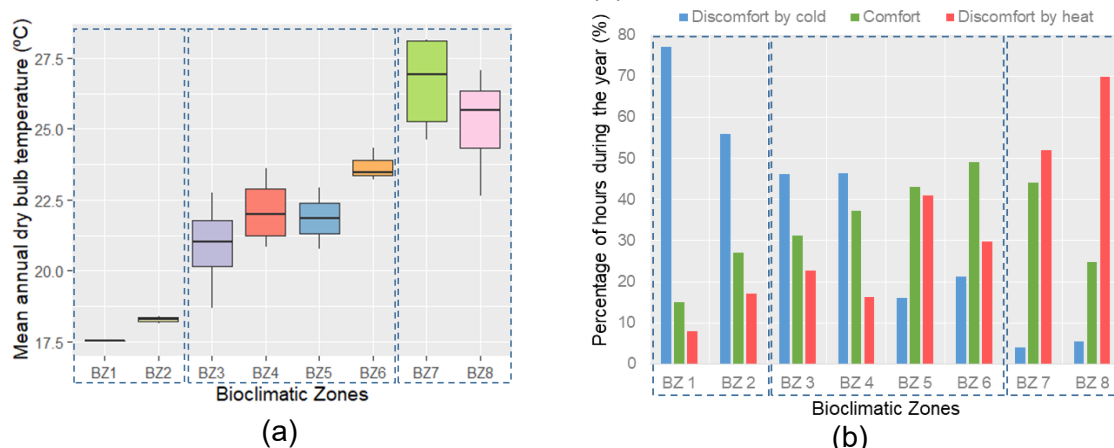 Mean annual dry bulb temperature (ºC)
27.5
25.0
22.5
20.0
17.5
BZ1 BZ2 BZ3 BZ4 BZ5 BZ6 BZ7 BZ8
Bioclimatic Zones
(a)
Discomfort by cold Comfort Discomfort by heat
Percentage of hours during the year (%)
80
70
60
50
40
30
20
10
0
BZ 1 BZ 2 BZ 3 BZ 4 BZ 5 BZ 6 BZ 7 BZ 8
Bioclimatic Zones
(b)